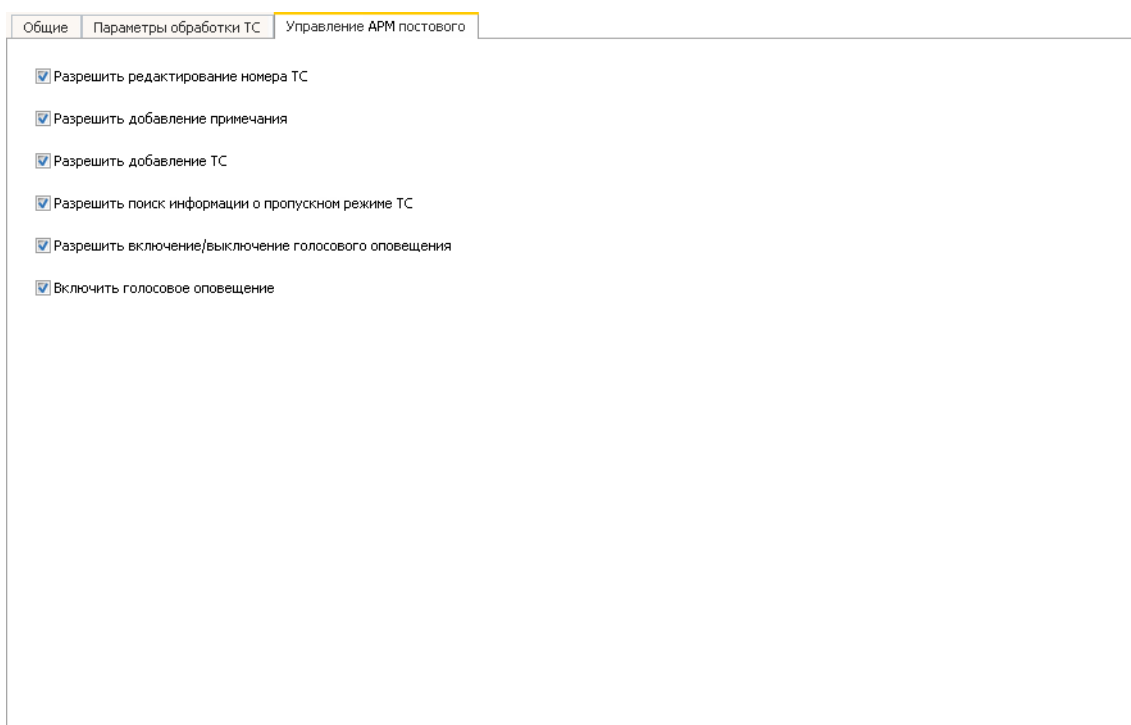 Общие Параметры обработки ТС Управление АРМ постового
Разрешить редактирование номера ТС
Разрешить добавление примечания
Разрешить добавление ТС
Разрешить поиск информации о пропускном режиме ТС
Разрешить включение/выключение голосового оповещения
Включить голосовое оповещение